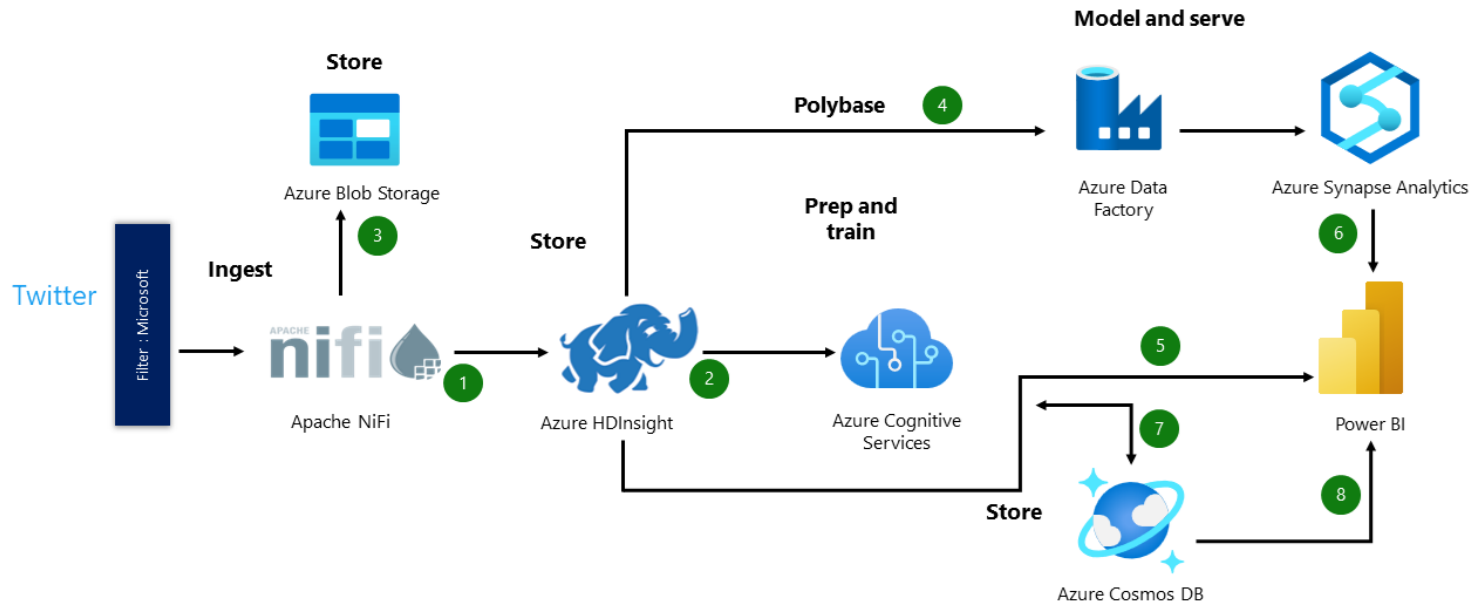 Model and serve
Store
Polybase
4
Azure Blob Storage
Azure Data
Factory
Azure Synapse Analytics
3
Prep and
train
6
Store
Ingest
Twitter
Filter : Microsoft
APACHE
nifi
1
2
5
7
Apache NiFi
Azure HDInsight
Azure Cognitive
Services
Power BI
8
Store
Azure Cosmos DB